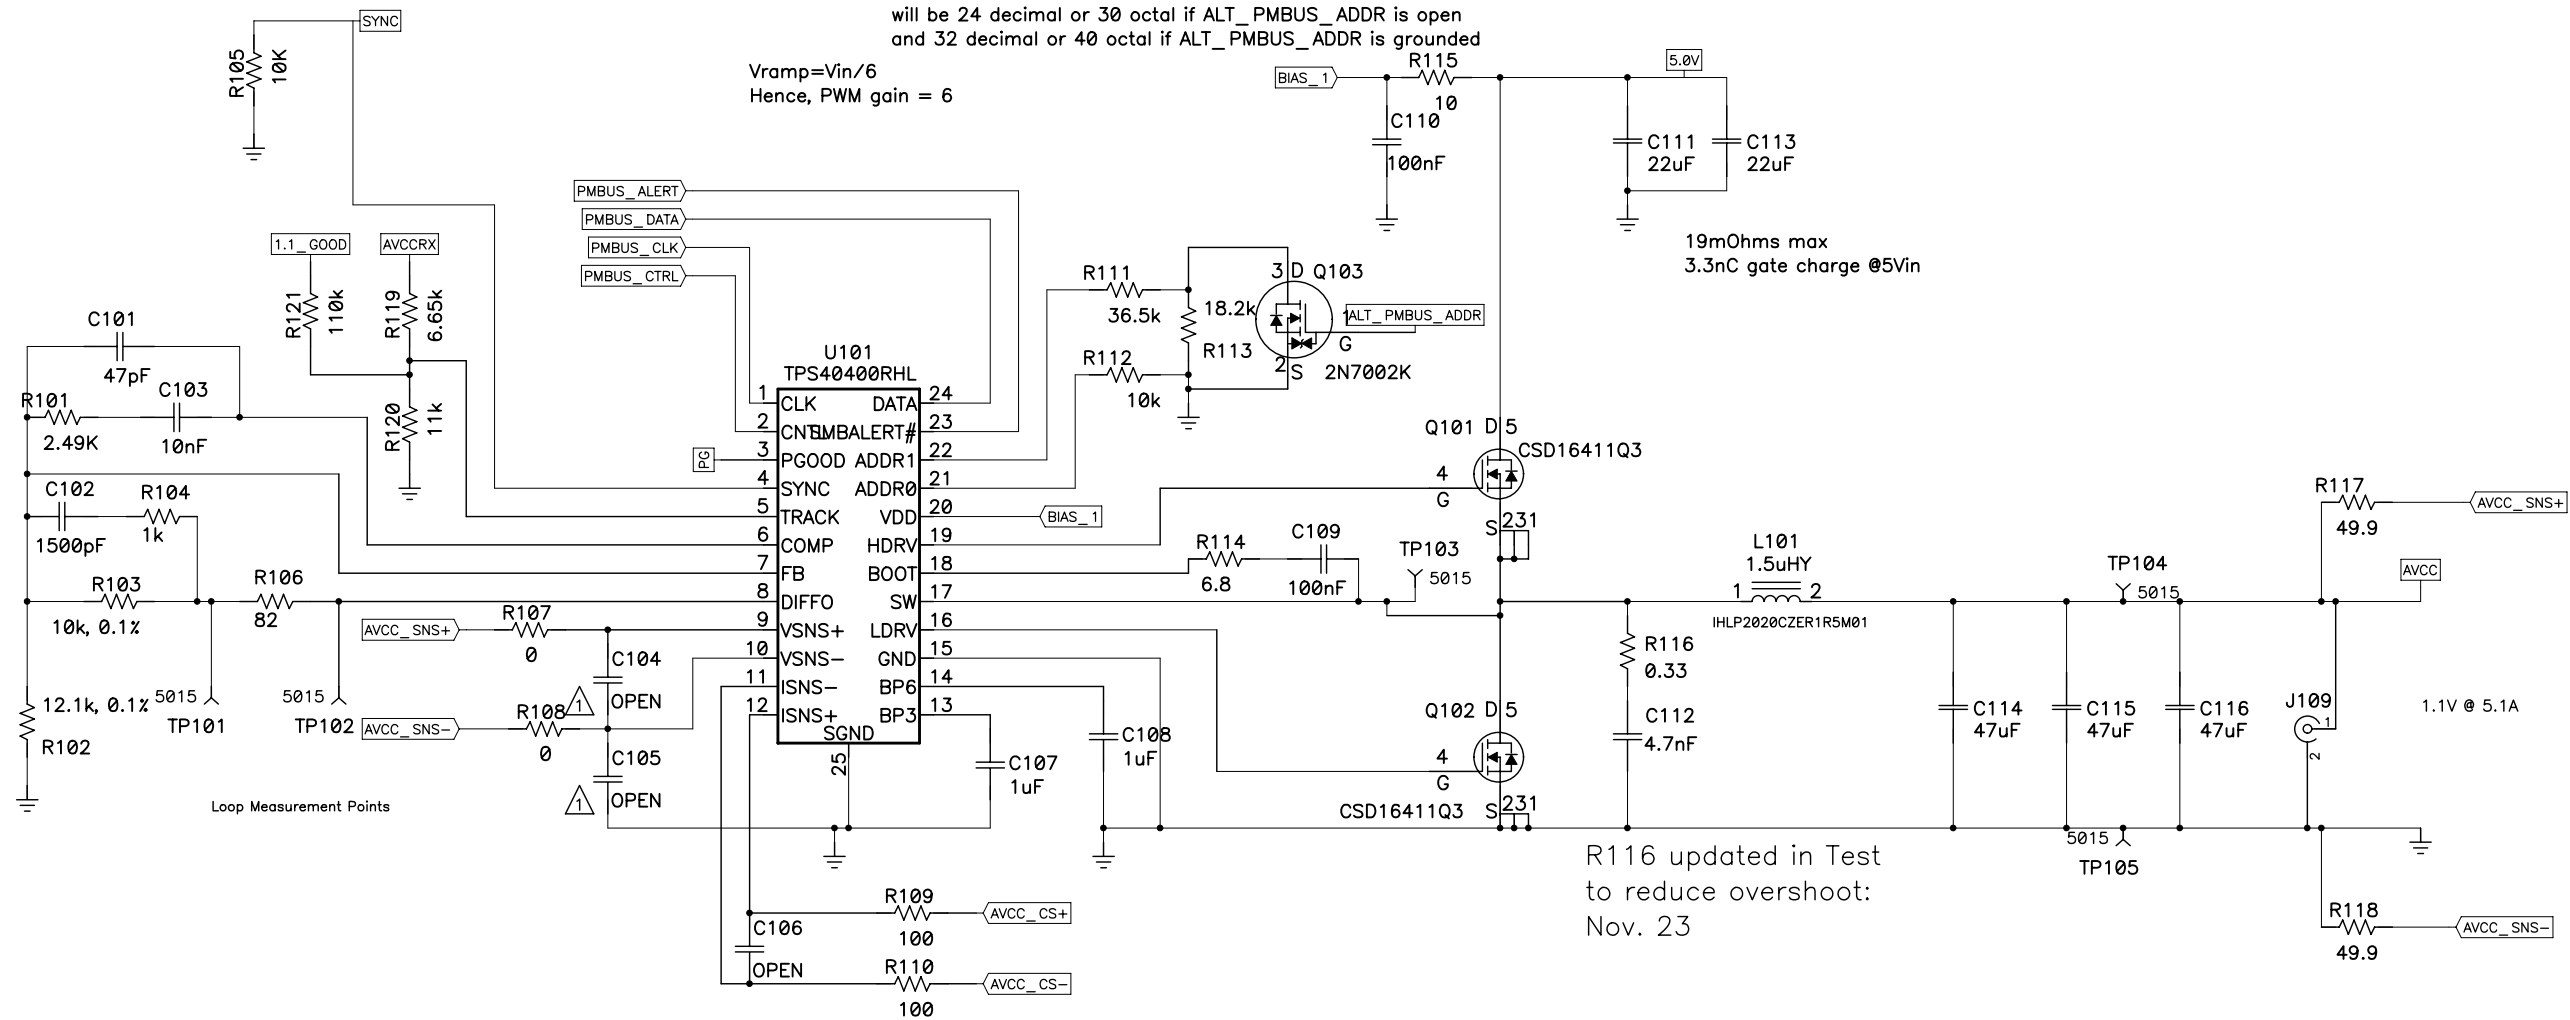 will be 24 decimal or 30 octal if ALT_PMBUS_ADDR is open
and 32 decimal or 40 octal if ALT_PMBUS_ADDR is grounded
Vramp=Vin/6
Hence, PWM gain = 6
SYNC
R105
10K
BIAS_1
R115
10
5.0V
C110
100nF
C111
22uF
C113
22uF
19mOhms max
3.3nC gate charge @5Vin
PMBUS_ALERT
PMBUS_DATA
PMBUS_CLK
PMBUS_CTRL
1.1_GOOD
AVCCRX
R121
110k
R119
6.65k
R120
11k
C101
47pF
C103
10nF
R101
2.49K
C102
1500pF
R104
1k
R103
10k, 0.1%
R106
82
12.1k, 0.1%
R102
5015
TP101
5015
TP102
Loop Measurement Points
R111
36.5k
R112
10k
18.2k
R113
3 D Q103
1
ALT_PMBUS_ADDR
G
2 S 2N7002K
U101
TPS40400RHL
1 CLK
2 CNTL
3 PGOOD
4 SYNC
5 TRACK
6 COMP
7 FB
8 DIFFO
9 VSNS+
10 VSNS-
11 ISNS-
12 ISNS+
DATA 24
SMBALERT# 23
ADDR1 22
ADDR0 21
VDD 20
HDRV 19
BOOT 18
SW 17
LDRV 16
GND 15
BP6 14
BP3 13
SGND
25
PG
BIAS_1
AVCC_SNS+
R107
0
C104
OPEN
1
AVCC_SNS-
R108
0
C105
OPEN
1
C107
1uF
C108
1uF
R109
100
AVCC_CS+
C106
OPEN
R110
100
AVCC_CS-
R114
6.8
C109
100nF
TP103
5015
Q101 D 5
CSD16411Q3
4
G
S 231
Q102 D 5
4
G
CSD16411Q3 S 231
L101
1.5uHY
1 2
IHLP2020CZER1R5M01
R116
0.33
C112
4.7nF
TP104
5015
C114
47uF
C115
47uF
C116
47uF
5015
TP105
R117
49.9
AVCC_SNS+
AVCC
J109
1
2
1.1V @ 5.1A
R118
49.9
AVCC_SNS-
R116 updated in Test
to reduce overshoot:
Nov. 23